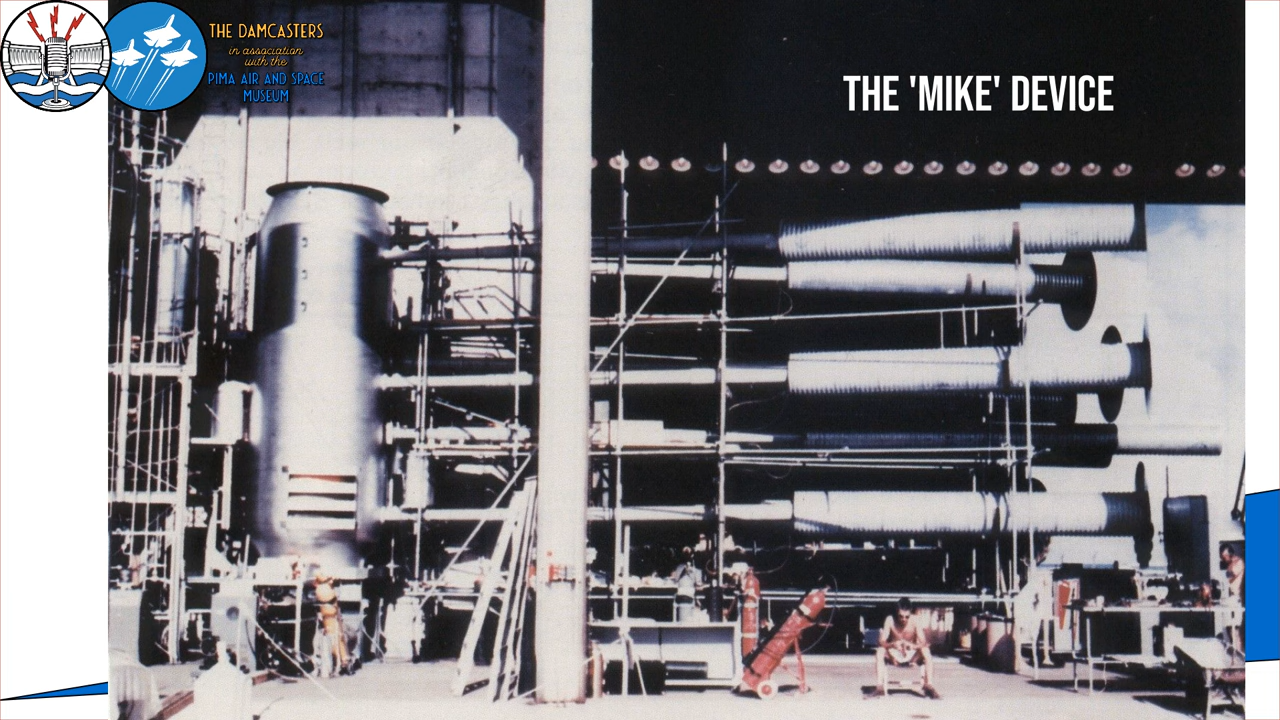 THE DAMCASTERS
in association
with the
PIMA AIR AND SPACE
MUSEUM
THE 'MIKE' DEVICE